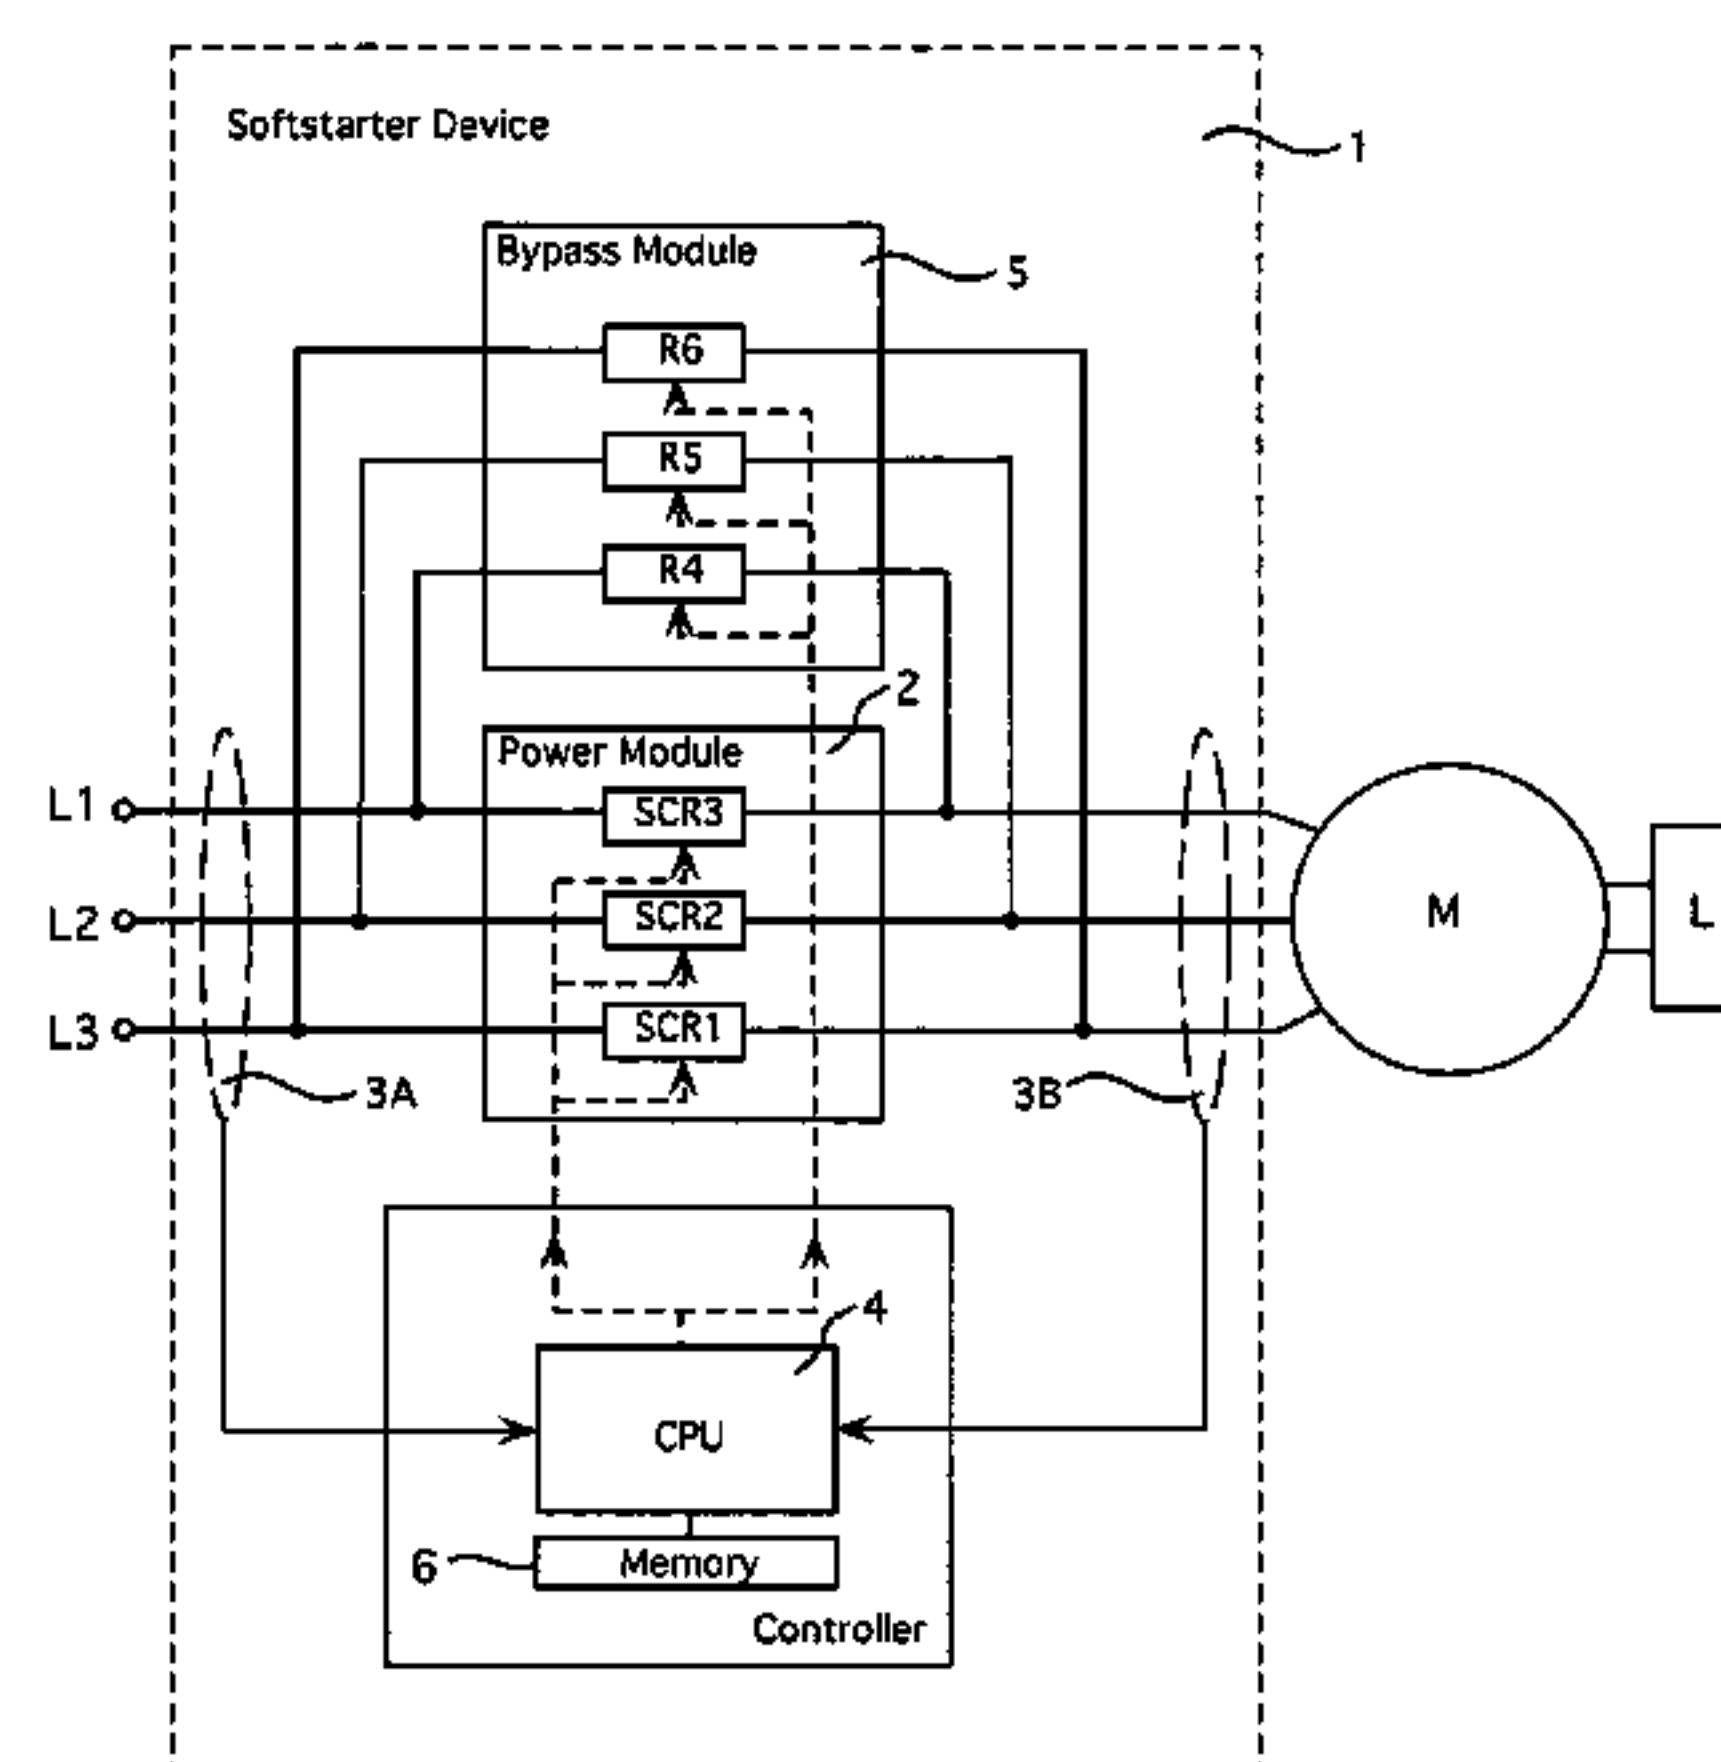 Softstarter Device
1
Bypass Module
5
R6
R5
R4
2
Power Module
L1
SCR3
L2
SCR2
M
L
L3
SCR1
3A
3B
4
CPU
6
Memory
Controller